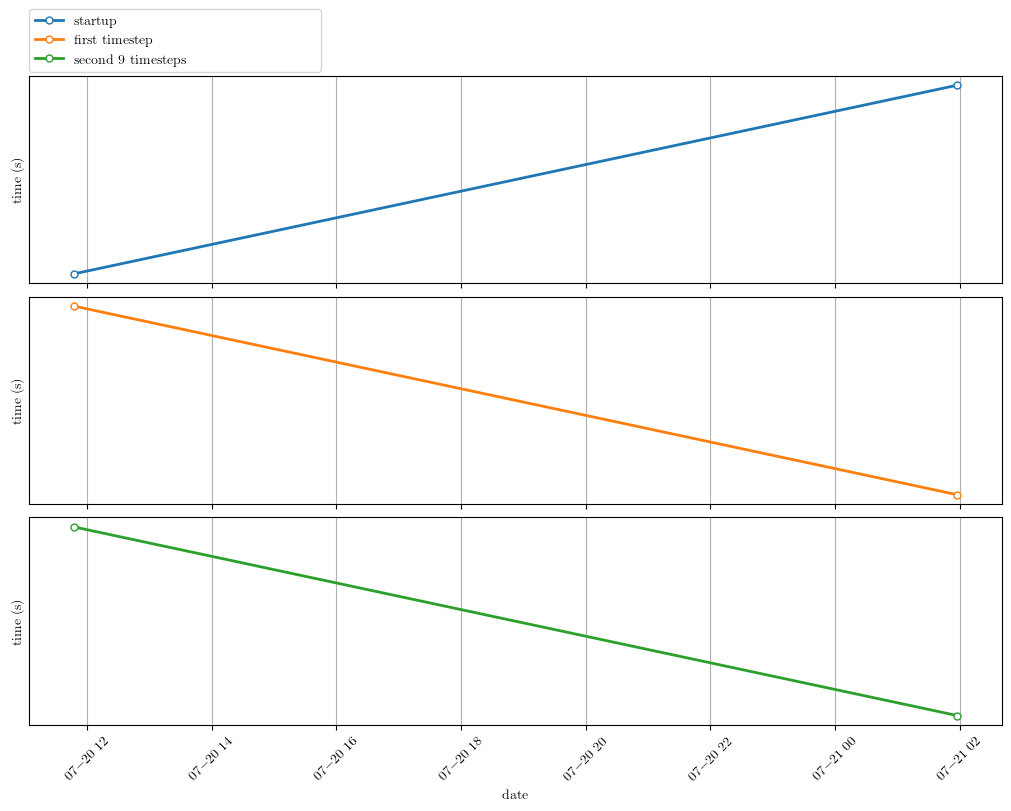 startup
first timestep
second 9 timesteps
time (s)
time (s)
time (s)
07−20 12
07−20 14
07−20 16
07−20 18
07−20 20
07−20 22
07−21 00
07−21 02
date